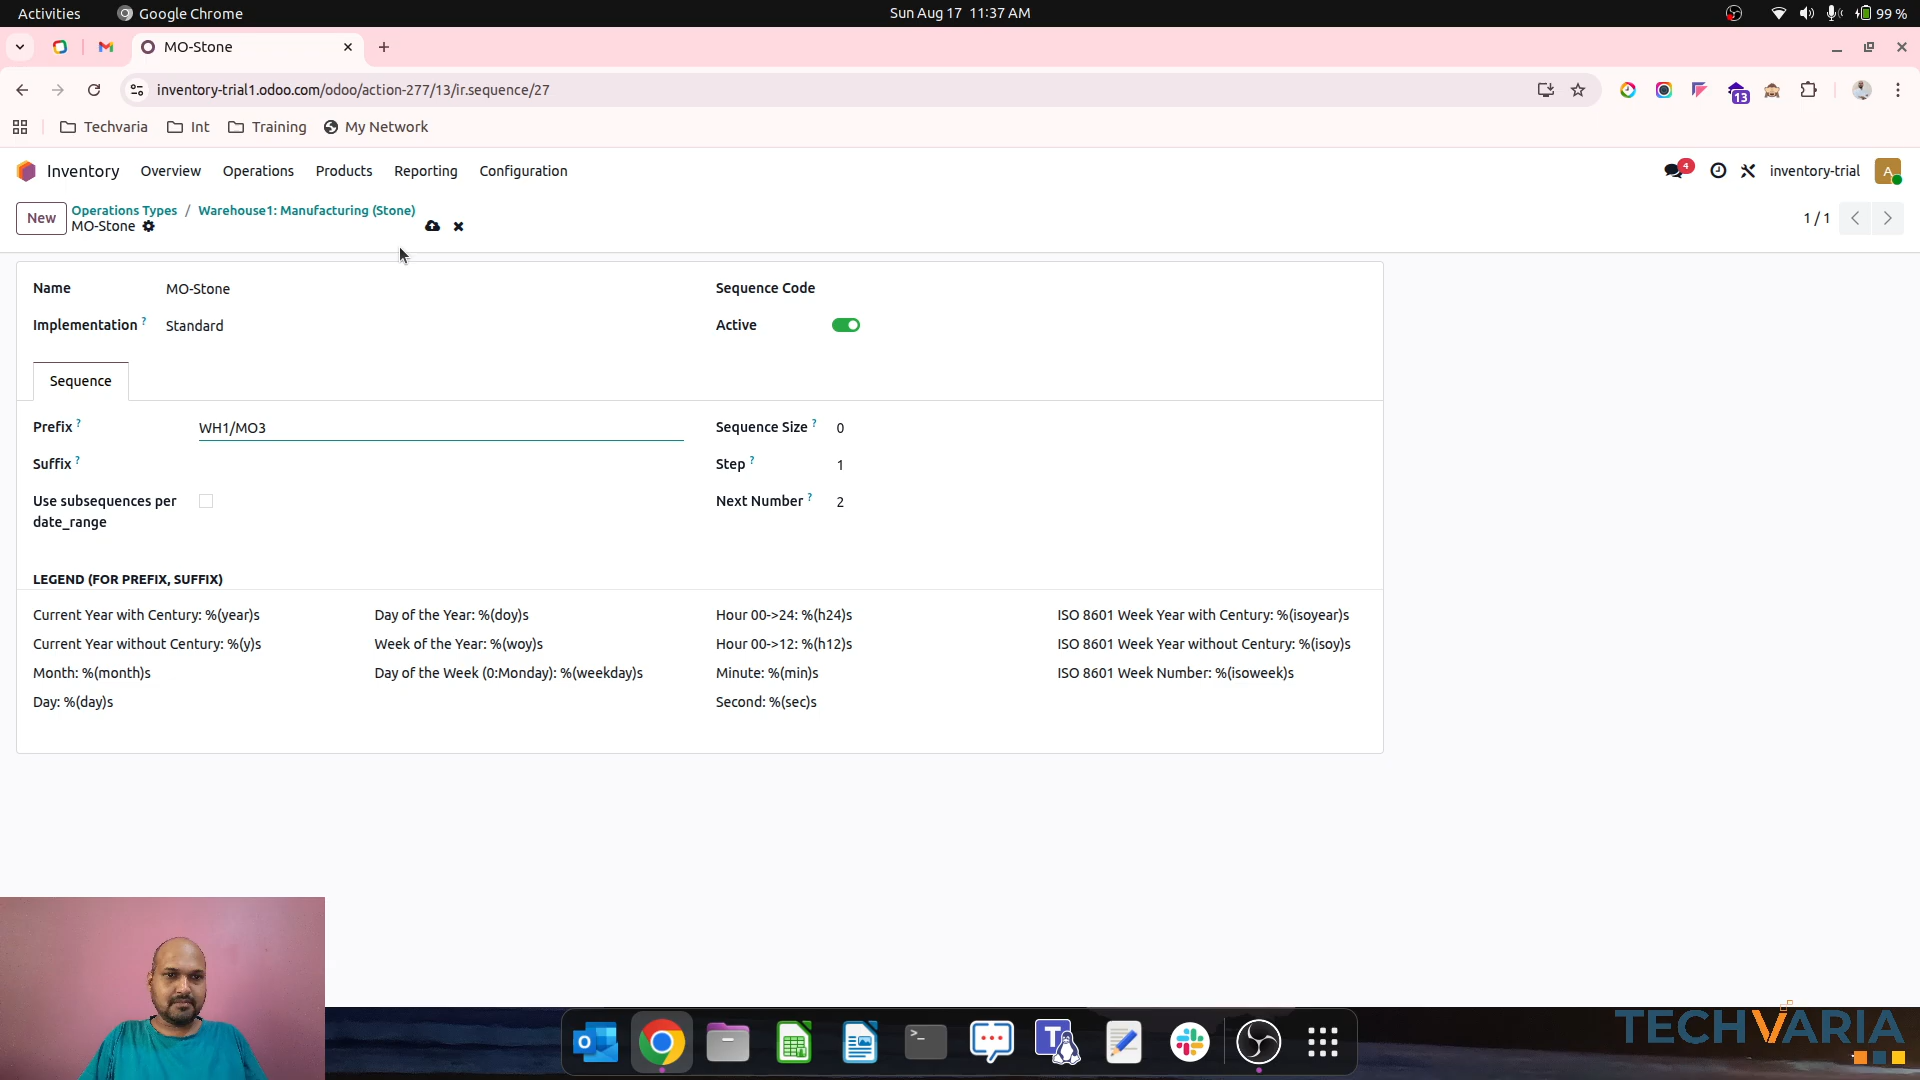 Activities Google Chrome Sun Aug 17 11:37 AM 99 %
MO-Stone
inventory-trial1.odoo.com/odoo/action-277/13/ir.sequence/27 13
Techvaria Int Training My Network
Inventory Overview Operations Products Reporting Configuration 4 inventory-trial A
New Operations Types / Warehouse1: Manufacturing (Stone)
MO-Stone 1 / 1
Name MO-Stone Sequence Code
Implementation ? Standard Active
Sequence
Prefix ? WH1/MO3 Sequence Size ? 0
Suffix ? Step ? 1
Use subsequences per Next Number ? 2
date_range
LEGEND (FOR PREFIX, SUFFIX)
Current Year with Century: %(year)s Day of the Year: %(doy)s Hour 00->24: %(h24)s ISO 8601 Week Year with Century: %(isoyear)s
Current Year without Century: %(y)s Week of the Year: %(woy)s Hour 00->12: %(h12)s ISO 8601 Week Year without Century: %(isoy)s
Month: %(month)s Day of the Week (0:Monday): %(weekday)s Minute: %(min)s ISO 8601 Week Number: %(isoweek)s
Day: %(day)s Second: %(sec)s
TECHVARIA